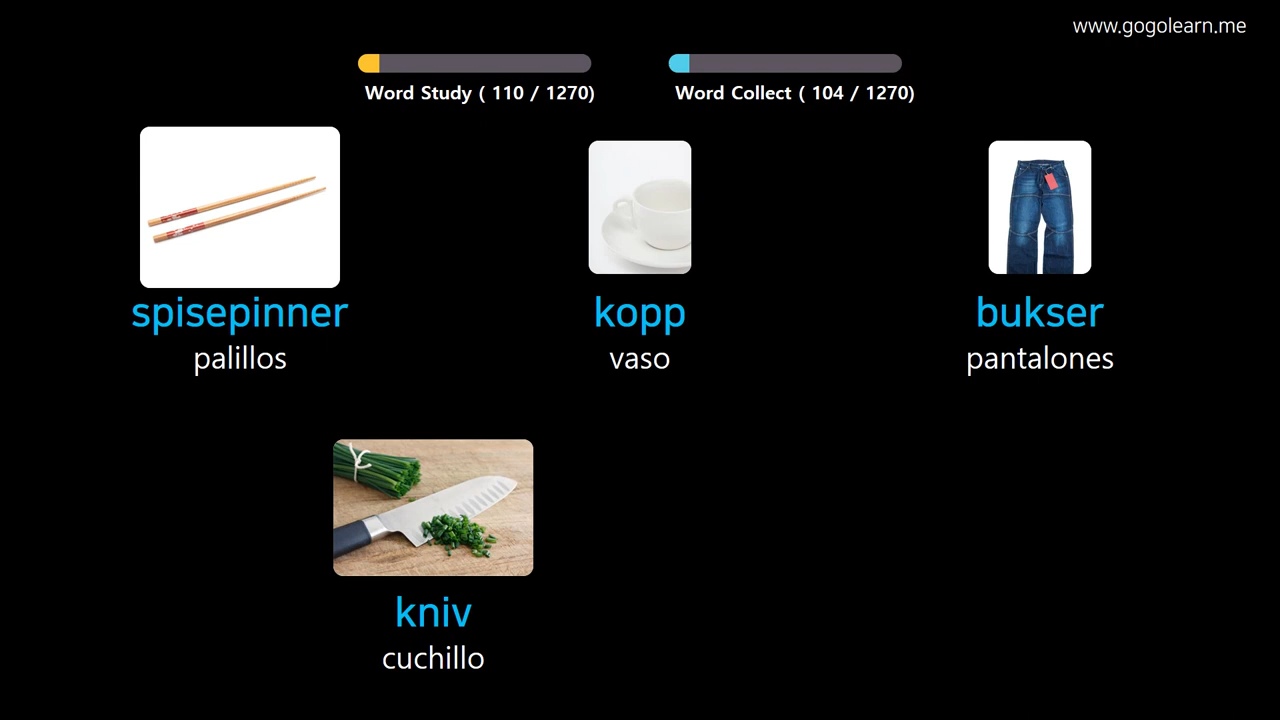 www.gogolearn.me
Word Study ( 110 / 1270)
Word Collect ( 104 / 1270)
spisepinner
palillos
kopp
vaso
bukser
pantalones
kniv
cuchillo